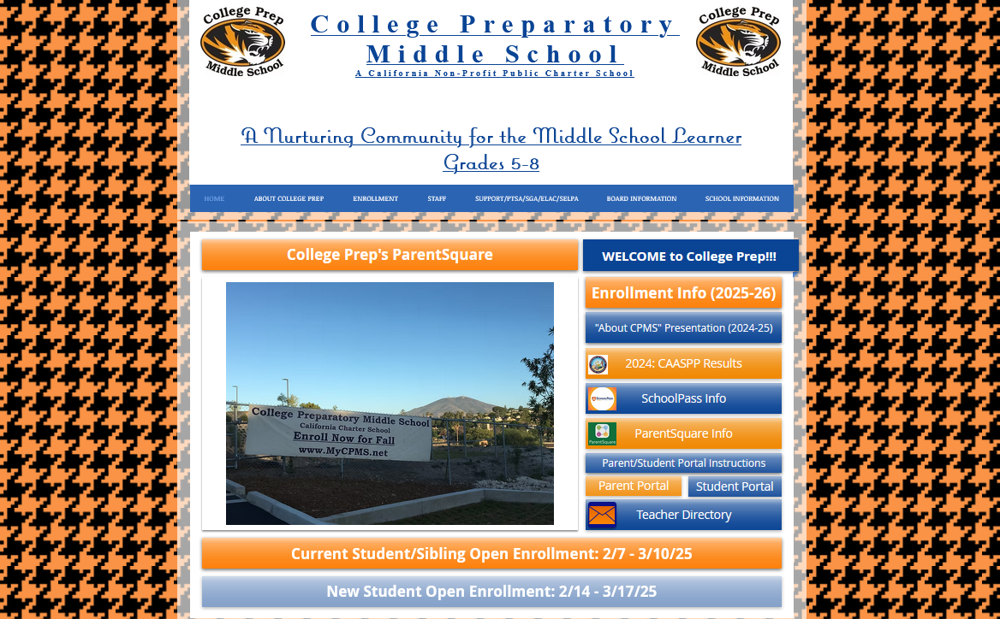 College Prep
Middle School
College Preparatory
Middle School
A California Non-Profit Public Charter School
College Prep
Middle School
A Nurturing Community for the Middle School Learner
Grades 5-8
HOME
ABOUT COLLEGE PREP
ENROLLMENT
STAFF
SUPPORT/PTSA/SGA/ELAC/SELPA
BOARD INFORMATION
SCHOOL INFORMATION
College Prep's ParentSquare
College Preparatory Middle School
California Charter School
Enroll Now for Fall
www.MyCPMS.net
WELCOME to College Prep!!!
Enrollment Info (2025-26)
"About CPMS" Presentation (2024-25)
2024: CAASPP Results
SchoolPass Info
ParentSquare
ParentSquare Info
Parent/Student Portal Instructions
Parent Portal
Student Portal
Teacher Directory
Current Student/Sibling Open Enrollment: 2/7 - 3/10/25
New Student Open Enrollment: 2/14 - 3/17/25